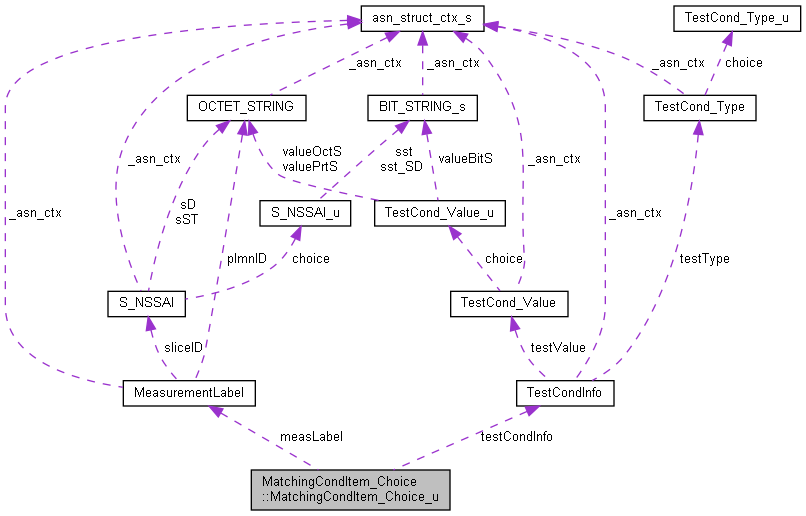 asn_struct_ctx_s
TestCond_Type_u
_asn_ctx
_asn_ctx
_asn_ctx
choice
OCTET_STRING
BIT_STRING_s
TestCond_Type
valueOctS
valuePrtS
sst
sst_SD
valueBitS
_asn_ctx
_asn_ctx
sD
sST
S_NSSAI_u
TestCond_Value_u
_asn_ctx
_asn_ctx
plmnID
choice
choice
testType
S_NSSAI
TestCond_Value
sliceID
testValue
MeasurementLabel
TestCondInfo
measLabel
testCondInfo
MatchingCondItem_Choice
::MatchingCondItem_Choice_u